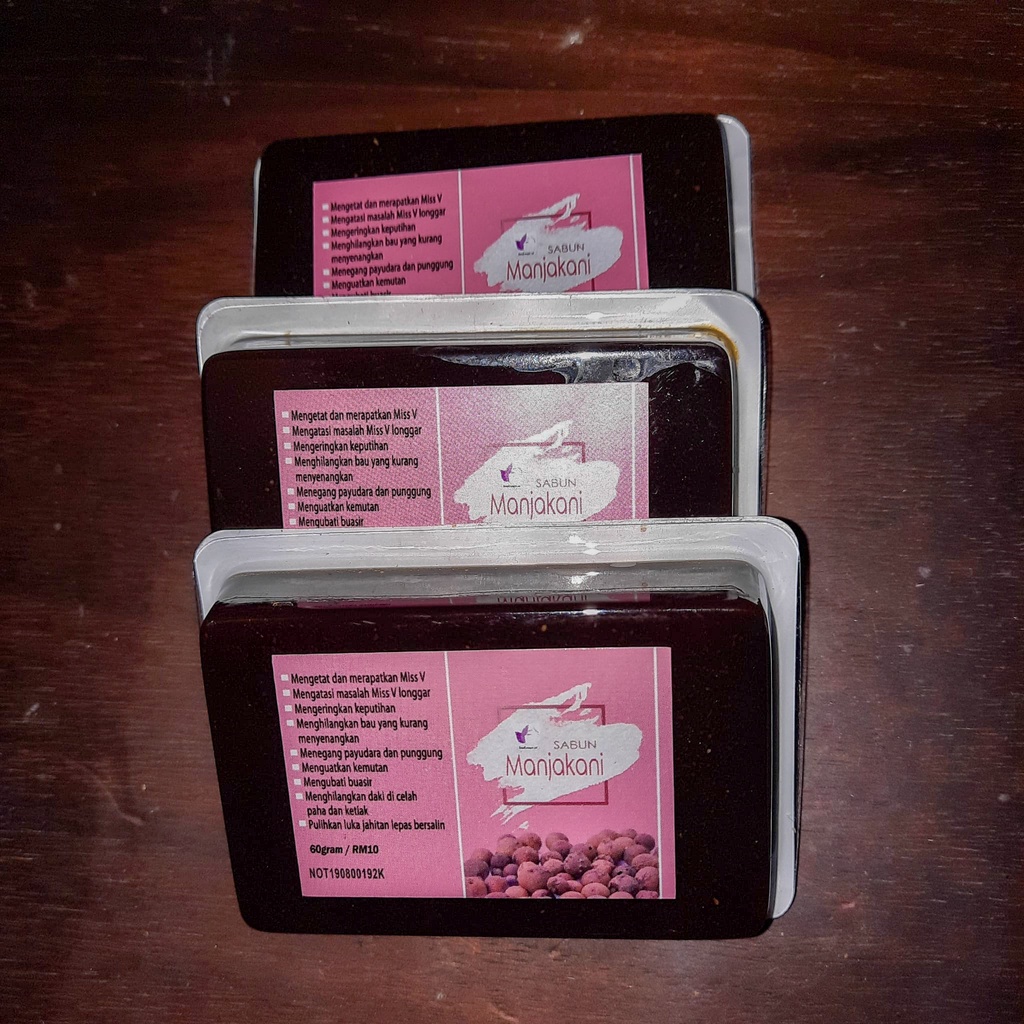 Mengetat dan merapatkan Miss V
Mengatasi masalah Miss V longgar
Mengeringkan keputihan
Menghilangkan bau yang kurang
menyenangkan
Menegang payudara dan punggung
Menguatkan kemutan
Mengubati buasir
SABUN
Manjakani
Mengetat dan merapatkan Miss V
Mengatasi masalah Miss V longgar
Mengeringkan keputihan
Menghilangkan bau yang kurang
menyenangkan
Menegang payudara dan punggung
Menguatkan kemutan
Mengubati buasir
SABUN
Manjakani
Mengetat dan merapatkan Miss V
Mengatasi masalah Miss V longgar
Mengeringkan keputihan
Menghilangkan bau yang kurang
menyenangkan
Menegang payudara dan punggung
Menguatkan kemutan
Mengubati buasir
Menghilangkan daki di celah
paha dan ketiak
Pulihkan luka jahitan lepas bersalin
60gram / RM10
NOT190800192K
SABUN
Manjakani